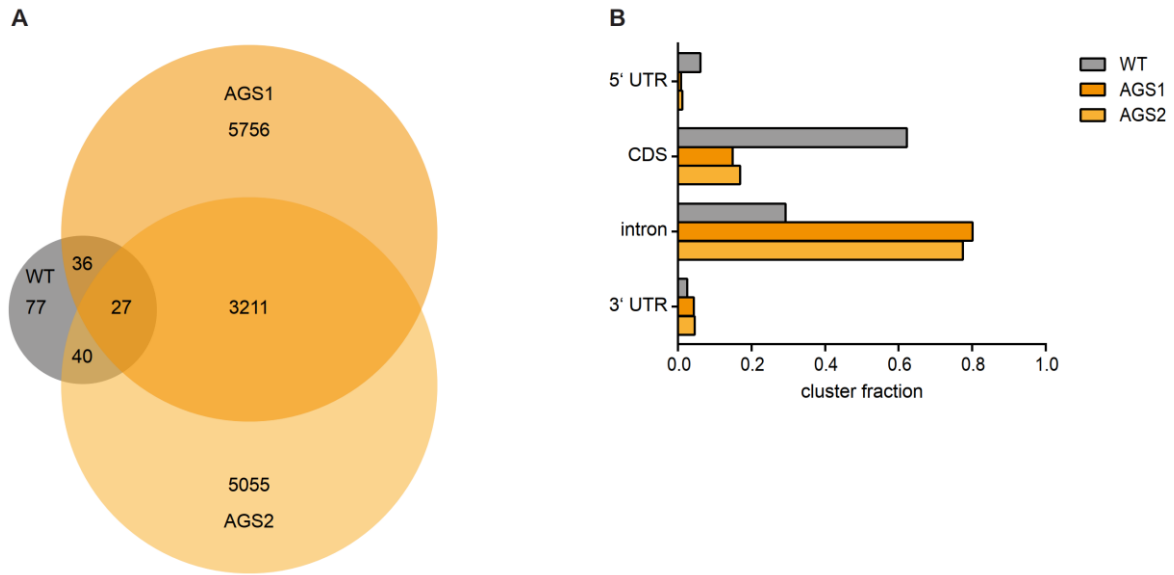 A
AGS1
5756
WT
36
77
27
3211
40
5055
AGS2
B
5‘ UTR
CDS
intron
3‘ UTR
0.0 0.2 0.4 0.6 0.8 1.0
cluster fraction
WT
AGS1
AGS2